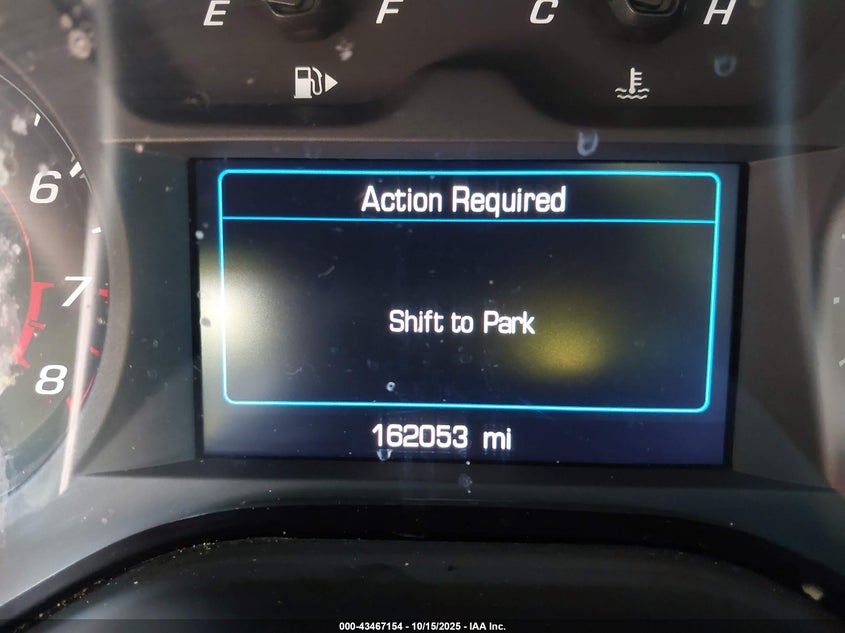 E F C H
6
7
8
Action Required
Shift to Park
162053 mi
000-43467154 - 10/15/2025 - IAA Inc.